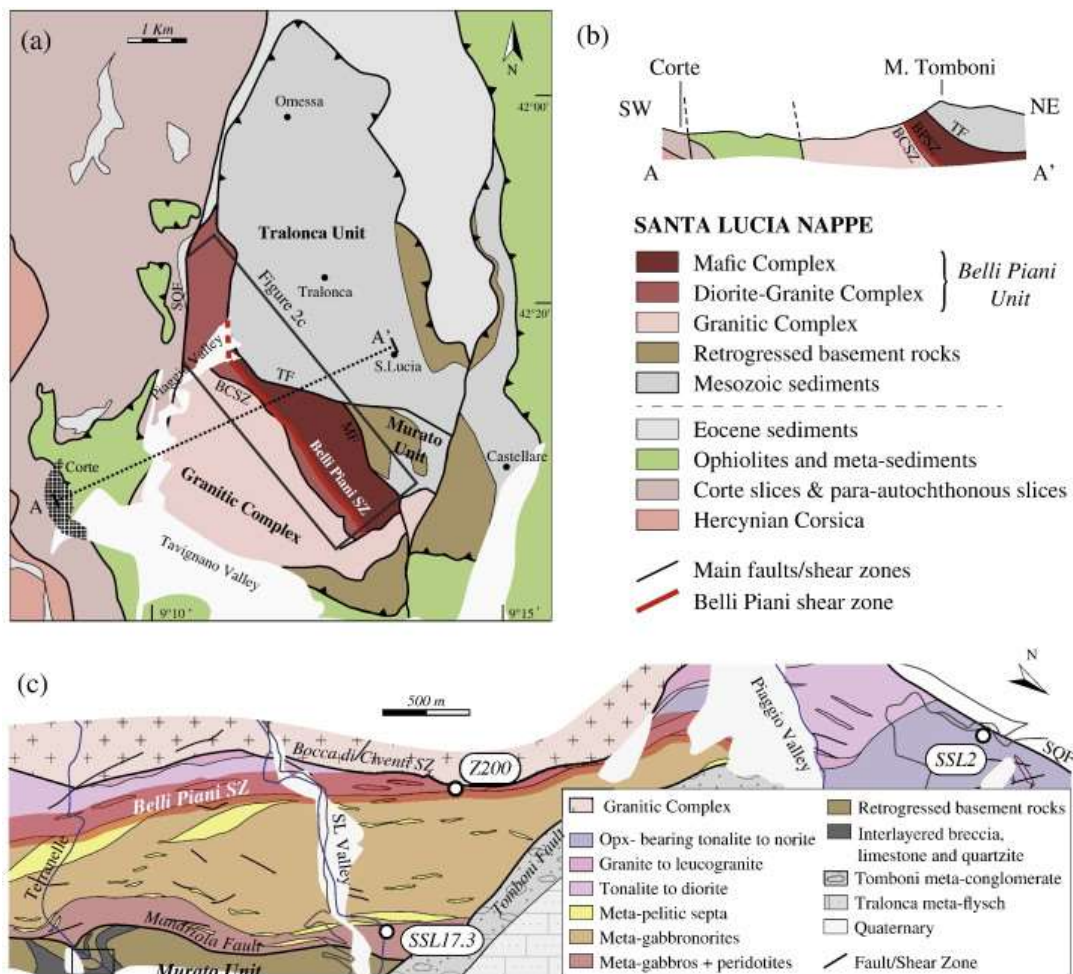 (a)
1 Km
N
Omessa
42°00'
Tralonca Unit
Tralonca
Figure 2c
SQF
42°20'
A'
S.Lucia
Piaggio Valley
TF
BCSZ
MF
Murato
Unit
Belli Piani SZ
Castellare
Corte
A
Granitic Complex
Tavignano Valley
9°10'
9°15'
(b)
Corte
M. Tomboni
SW
NE
BCSZ
BPSZ
TF
A
A'
SANTA LUCIA NAPPE
Mafic Complex
Diorite-Granite Complex
Belli Piani
Unit
Granitic Complex
Retrogressed basement rocks
Mesozoic sediments
Eocene sediments
Ophiolites and meta-sediments
Corte slices & para-autochthonous slices
Hercynian Corsica
Main faults/shear zones
Belli Piani shear zone
(c)
500 m
N
Bocca di Civenti SZ
Z200
Piaggio Valley
SSL2
SQF
Belli Piani SZ
Terranelle
SL Valley
Tomboni Fault
Mandriola Fault
SSL17.3
Murato Unit
Granitic Complex
Opx- bearing tonalite to norite
Granite to leucogranite
Tonalite to diorite
Meta-pelitic septa
Meta-gabbronorites
Meta-gabbros + peridotites
Retrogressed basement rocks
Interlayered breccia,
limestone and quartzite
Tomboni meta-conglomerate
Tralonca meta-flysch
Quaternary
Fault/Shear Zone